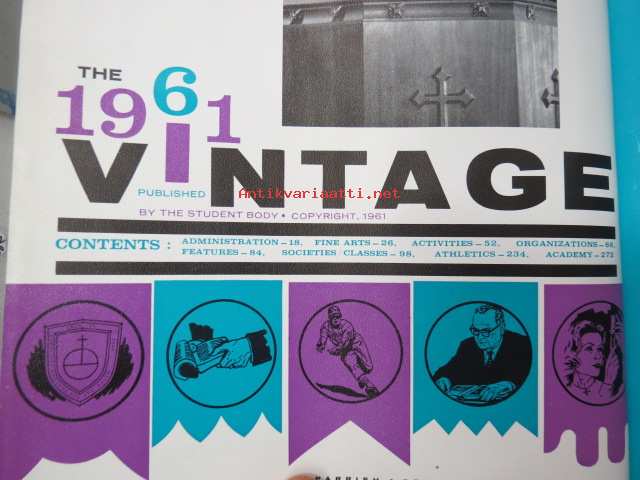 THE
1961
VINTAGE
PUBLISHED
Antikvariaatti.net
BY THE STUDENT BODY • COPYRIGHT, 1961
CONTENTS : ADMINISTRATION—18, FINE ARTS—26, ACTIVITIES—52, ORGANIZATIONS—68,
FEATURES—84, SOCIETIES/CLASSES—98, ATHLETICS—234, ACADEMY—272